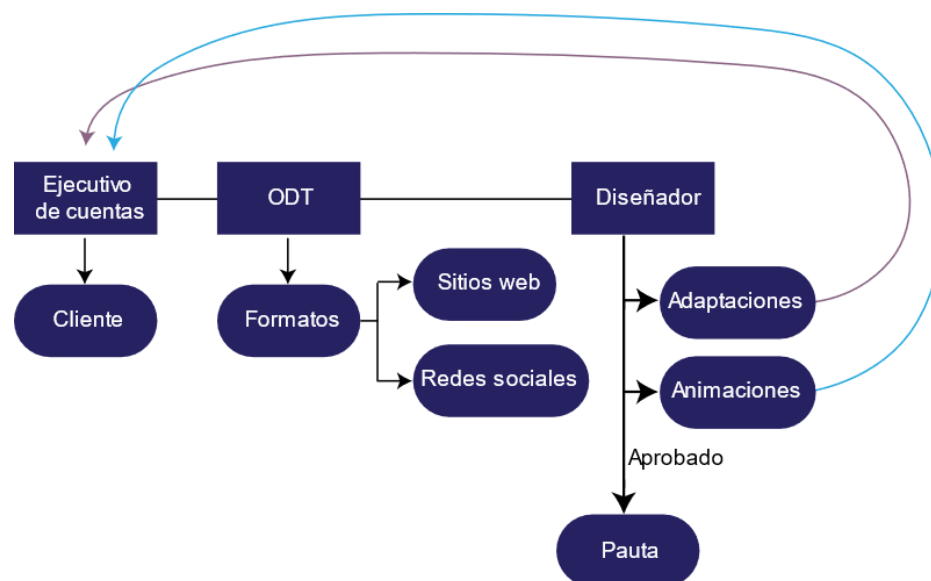 Ejecutivo
de cuentas
ODT
Diseñador
Cliente
Formatos
Sitios web
Redes sociales
Adaptaciones
Animaciones
Aprobado
Pauta